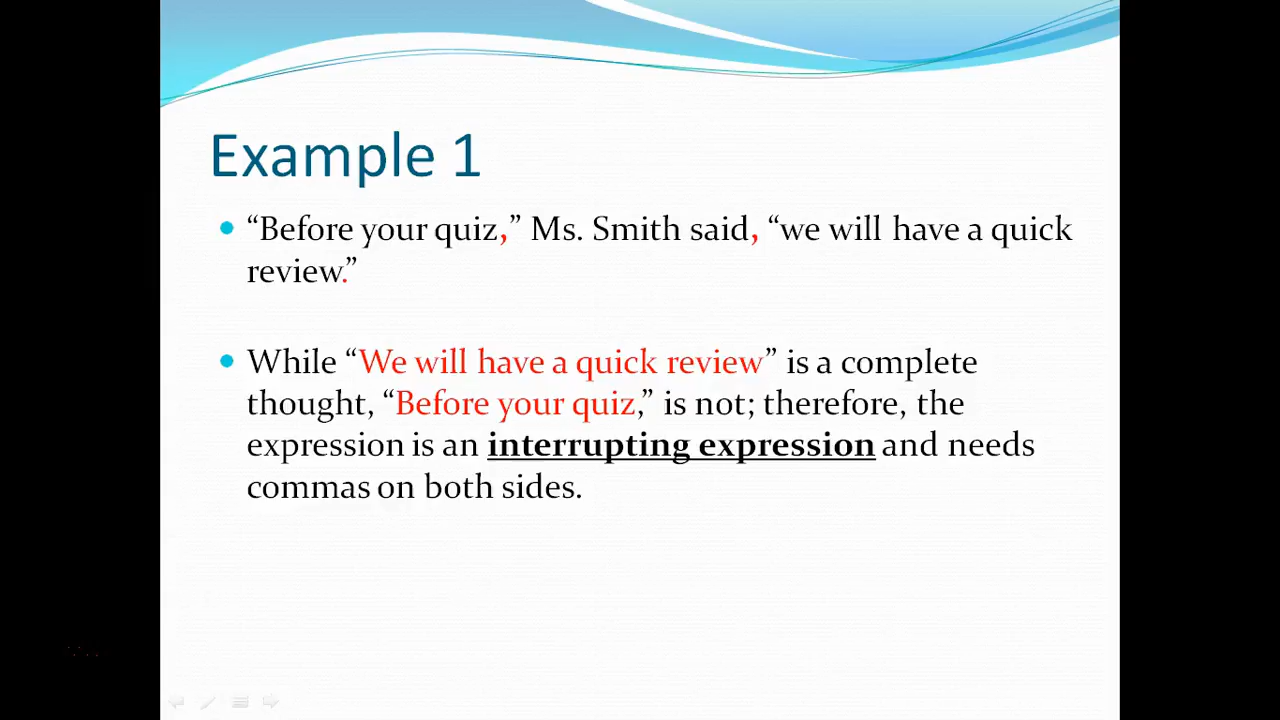 Example 1
“Before your quiz,” Ms. Smith said, “we will have a quick
review.”
While “We will have a quick review” is a complete
thought, “Before your quiz,” is not; therefore, the
expression is an interrupting expression and needs
commas on both sides.